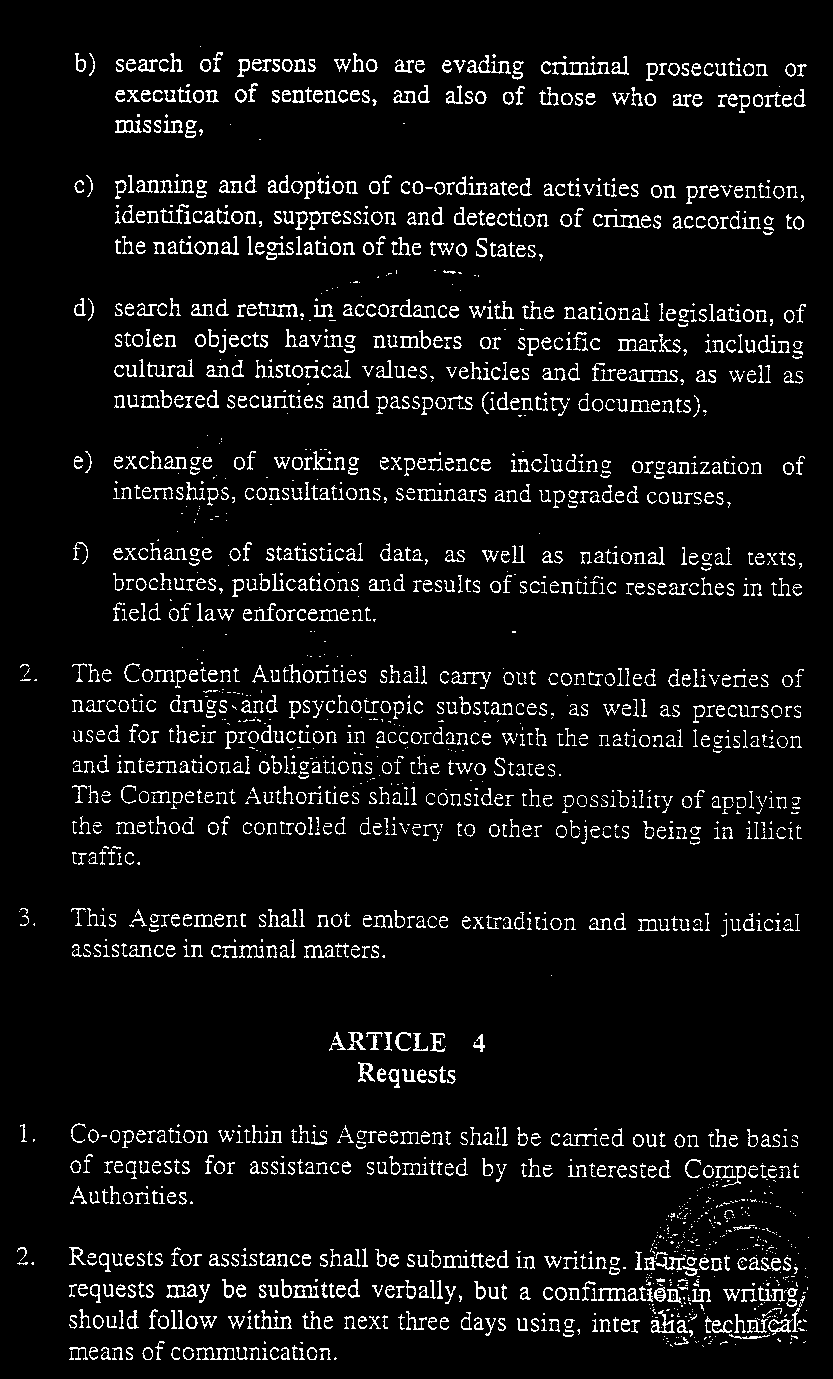 b) search of persons who are evading criminal prosecution or
execution of sentences, and also of those who are reported
missing,
c) planning and adoption of co-ordinated activities on prevention,
identification, suppression and detection of crimes according to
the national legislation of the two States,
d) search and return, in accordance with the national legislation, of
stolen objects having numbers or specific marks, including
cultural and historical values, vehicles and firearms, as well as
numbered securities and passports (identity documents),
e) exchange of working experience including organization of
internships, consultations, seminars and upgraded courses,
f) exchange of statistical data, as well as national legal texts,
brochures, publications and results of scientific researches in the
field of law enforcement.
2. The Competent Authorities shall carry out controlled deliveries of
narcotic drugs and psychotropic substances, as well as precursors
used for their production in accordance with the national legislation
and international obligations of the two States.
The Competent Authorities shall consider the possibility of applying
the method of controlled delivery to other objects being in illicit
traffic.
3. This Agreement shall not embrace extradition and mutual judicial
assistance in criminal matters.
ARTICLE 4
Requests
1. Co-operation within this Agreement shall be carried out on the basis
of requests for assistance submitted by the interested Competent
Authorities.
2. Requests for assistance shall be submitted in writing. In urgent cases,
requests may be submitted verbally, but a confirmation in writing
should follow within the next three days using, inter alia, technical
means of communication.